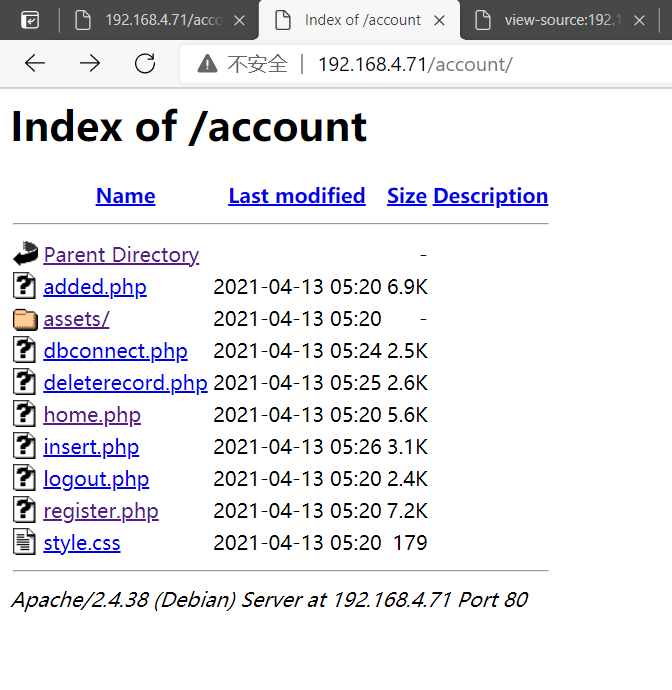 192.168.4.71/acco
Index of /account
view-source:192.1
不安全 | 192.168.4.71/account/
Index of /account
Name Last modified Size Description
Parent Directory -
added.php 2021-04-13 05:20 6.9K
assets/ 2021-04-13 05:20 -
dbconnect.php 2021-04-13 05:24 2.5K
deleterecord.php 2021-04-13 05:25 2.6K
home.php 2021-04-13 05:20 5.6K
insert.php 2021-04-13 05:26 3.1K
logout.php 2021-04-13 05:20 2.4K
register.php 2021-04-13 05:20 7.2K
style.css 2021-04-13 05:20 179
Apache/2.4.38 (Debian) Server at 192.168.4.71 Port 80